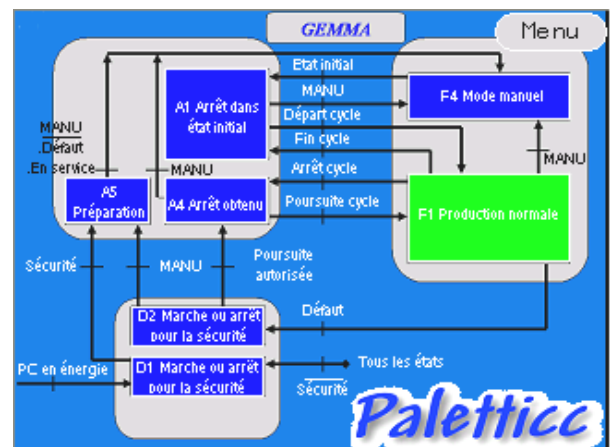 GEMMA
Menu
Etat initial
MANU
Départ cycle
Fin cycle
Arrêt cycle
Poursuite cycle
A1 Arrêt dans
état initial
F4 Mode manuel
MANU
MANU
Défaut
.En service
MANU
A5
Préparation
A4 Arrêt obtenu
F1 Production normale
Sécurité
MANU
Poursuite
autorisée
D2 Marche ou arrêt
pour la sécurité
Défaut
D1 Marche ou arrêt
pour la sécurité
PC en énergie
Tous les états
Sécurité
Paletticc